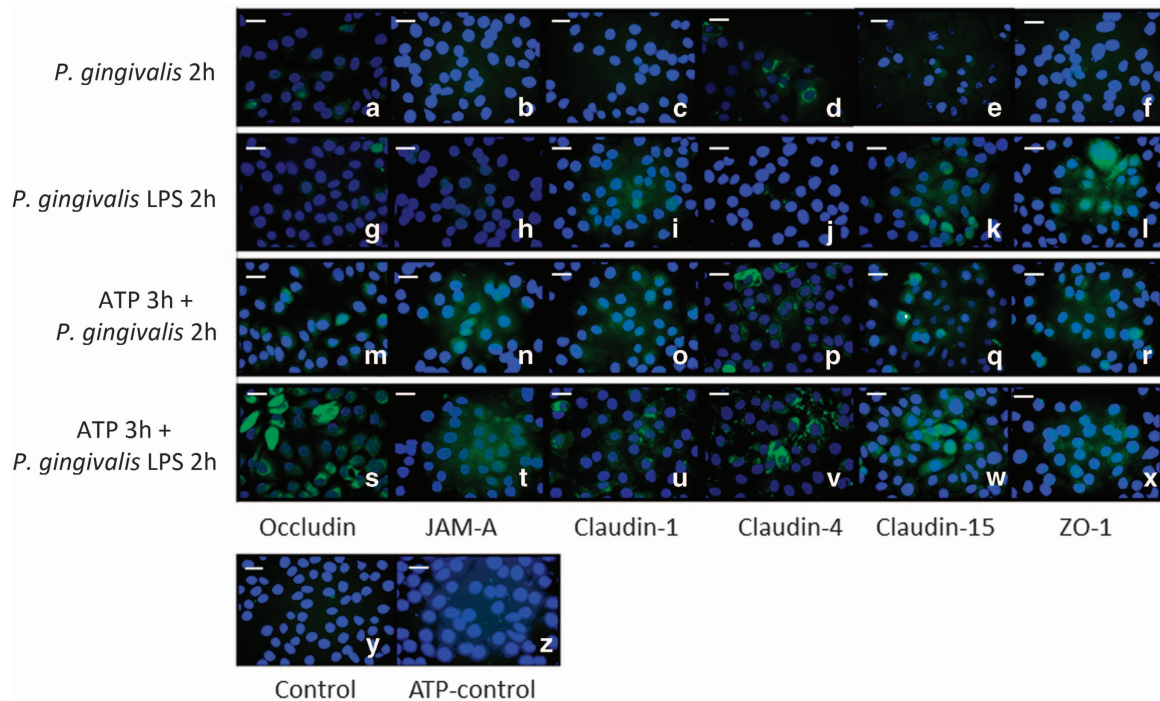 P. gingivalis 2h
a b c d e f
P. gingivalis LPS 2h
g h i j k l
ATP 3h +
P. gingivalis 2h
m n o p q r
ATP 3h +
P. gingivalis LPS 2h
s t u v w x
Occludin JAM-A Claudin-1 Claudin-4 Claudin-15 ZO-1
y z
Control ATP-control